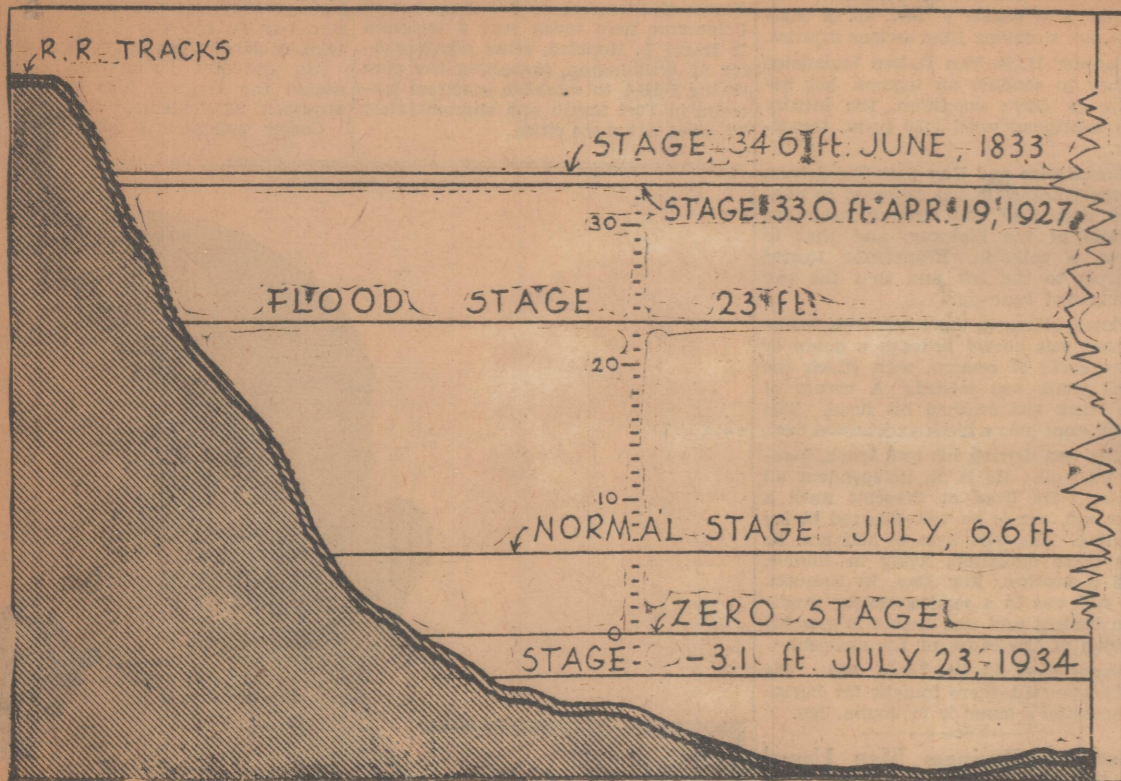 R.R. TRACKS
STAGE, 34.6 ft. JUNE, 1833
STAGE 33.0 ft. APR. 19, 1927
30
FLOOD STAGE 23 ft.
20
10
NORMAL STAGE JULY, 6.6 ft
ZERO STAGE
0
STAGE -3.1 ft. JULY 23, 1934